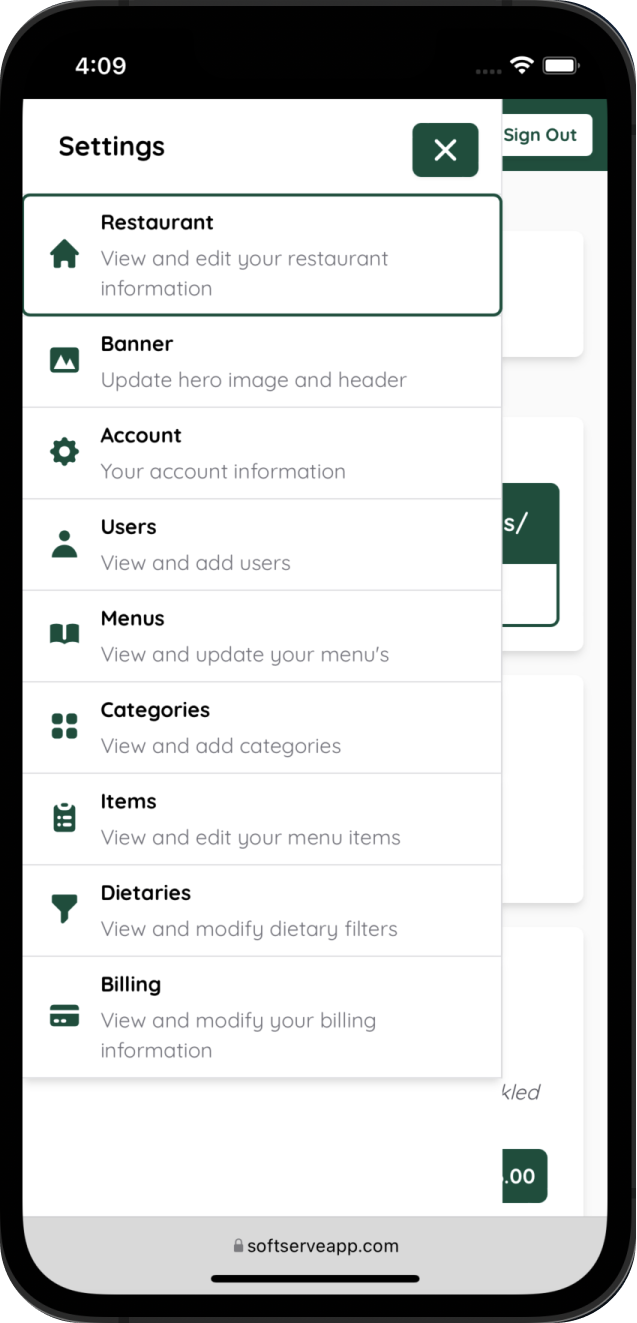 4:09
Settings
Sign Out
Restaurant
View and edit your restaurant
information
Banner
Update hero image and header
Account
Your account information
Users
View and add users
s/
Menus
View and update your menu's
Categories
View and add categories
Items
View and edit your menu items
Dietaries
View and modify dietary filters
Billing
View and modify your billing
information
kled
.00
softserveapp.com